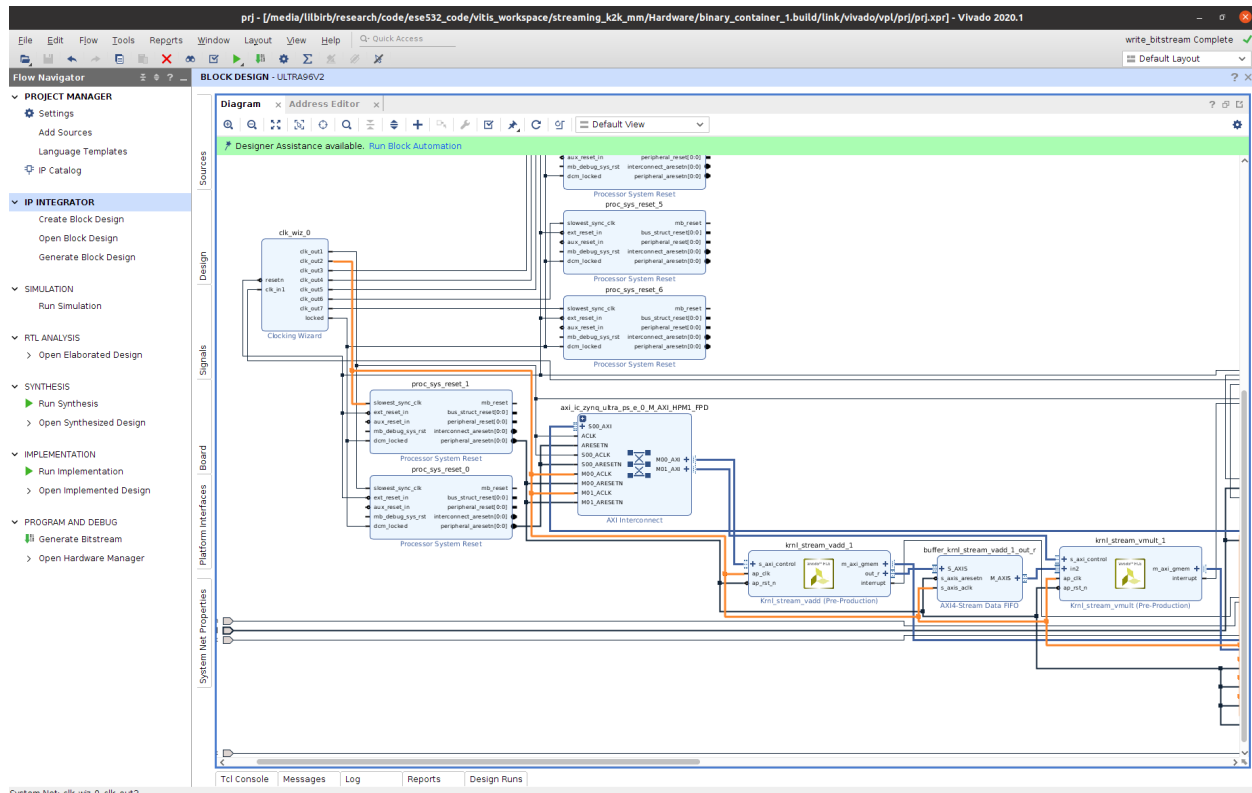 prj - [/media/lilbirb/research/code/ese532_code/vitis_workspace/streaming_k2k_mm/Hardware/binary_container_1.build/link/vivado/vpl/prj/prj.xpr] - Vivado 2020.1
File Edit Flow Tools Reports Window Layout View Help Q- Quick Access write_bitstream Complete
Default Layout
Flow Navigator
BLOCK DESIGN - ULTRA96V2
PROJECT MANAGER
Settings
Add Sources
Language Templates
IP Catalog
IP INTEGRATOR
Create Block Design
Open Block Design
Generate Block Design
SIMULATION
Run Simulation
RTL ANALYSIS
Open Elaborated Design
SYNTHESIS
Run Synthesis
Open Synthesized Design
IMPLEMENTATION
Run Implementation
Open Implemented Design
PROGRAM AND DEBUG
Generate Bitstream
Open Hardware Manager
Sources
Design
Signals
Board
Platform Interfaces
System Net Properties
Diagram Address Editor
Default View
Designer Assistance available. Run Block Automation
aux_reset_in peripheral_reset[0:0]
mb_debug_sys_rst interconnect_aresetn[0:0]
dcm_locked peripheral_aresetn[0:0]
Processor System Reset
proc_sys_reset_5
slowest_sync_clk mb_reset
ext_reset_in bus_struct_reset[0:0]
aux_reset_in peripheral_reset[0:0]
mb_debug_sys_rst interconnect_aresetn[0:0]
dcm_locked peripheral_aresetn[0:0]
Processor System Reset
proc_sys_reset_6
slowest_sync_clk mb_reset
ext_reset_in bus_struct_reset[0:0]
aux_reset_in peripheral_reset[0:0]
mb_debug_sys_rst interconnect_aresetn[0:0]
dcm_locked peripheral_aresetn[0:0]
Processor System Reset
clk_wiz_0
clk_out1
clk_out2
clk_out3
resetn clk_out4
clk_in1 clk_out5
clk_out6
clk_out7
locked
Clocking Wizard
proc_sys_reset_1
slowest_sync_clk mb_reset
ext_reset_in bus_struct_reset[0:0]
aux_reset_in peripheral_reset[0:0]
mb_debug_sys_rst interconnect_aresetn[0:0]
dcm_locked peripheral_aresetn[0:0]
Processor System Reset
proc_sys_reset_0
slowest_sync_clk mb_reset
ext_reset_in bus_struct_reset[0:0]
aux_reset_in peripheral_reset[0:0]
mb_debug_sys_rst interconnect_aresetn[0:0]
dcm_locked peripheral_aresetn[0:0]
Processor System Reset
axi_ic_zynq_ultra_ps_e_0_M_AXI_HPM1_FPD
S00_AXI
ACLK
ARESETN
S00_ACLK
S00_ARESETN M00_AXI
M00_ACLK M01_AXI
M00_ARESETN
M01_ACLK
M01_ARESETN
AXI Interconnect
krnl_stream_vadd_1
s_axi_control m_axi_gmem
ap_clk out_r
ap_rst_n interrupt
Krnl_stream_vadd (Pre-Production)
buffer_krnl_stream_vadd_1_out_r
S_AXIS
s_axis_aresetn M_AXIS
s_axis_aclk
AXI4-Stream Data FIFO
krnl_stream_vmult_1
s_axi_control
in2 m_axi_gmem
ap_clk interrupt
ap_rst_n
Krnl_stream_vmult (Pre-Production)
Tcl Console Messages Log Reports Design Runs
System Net: clk_wiz_0_clk_out2